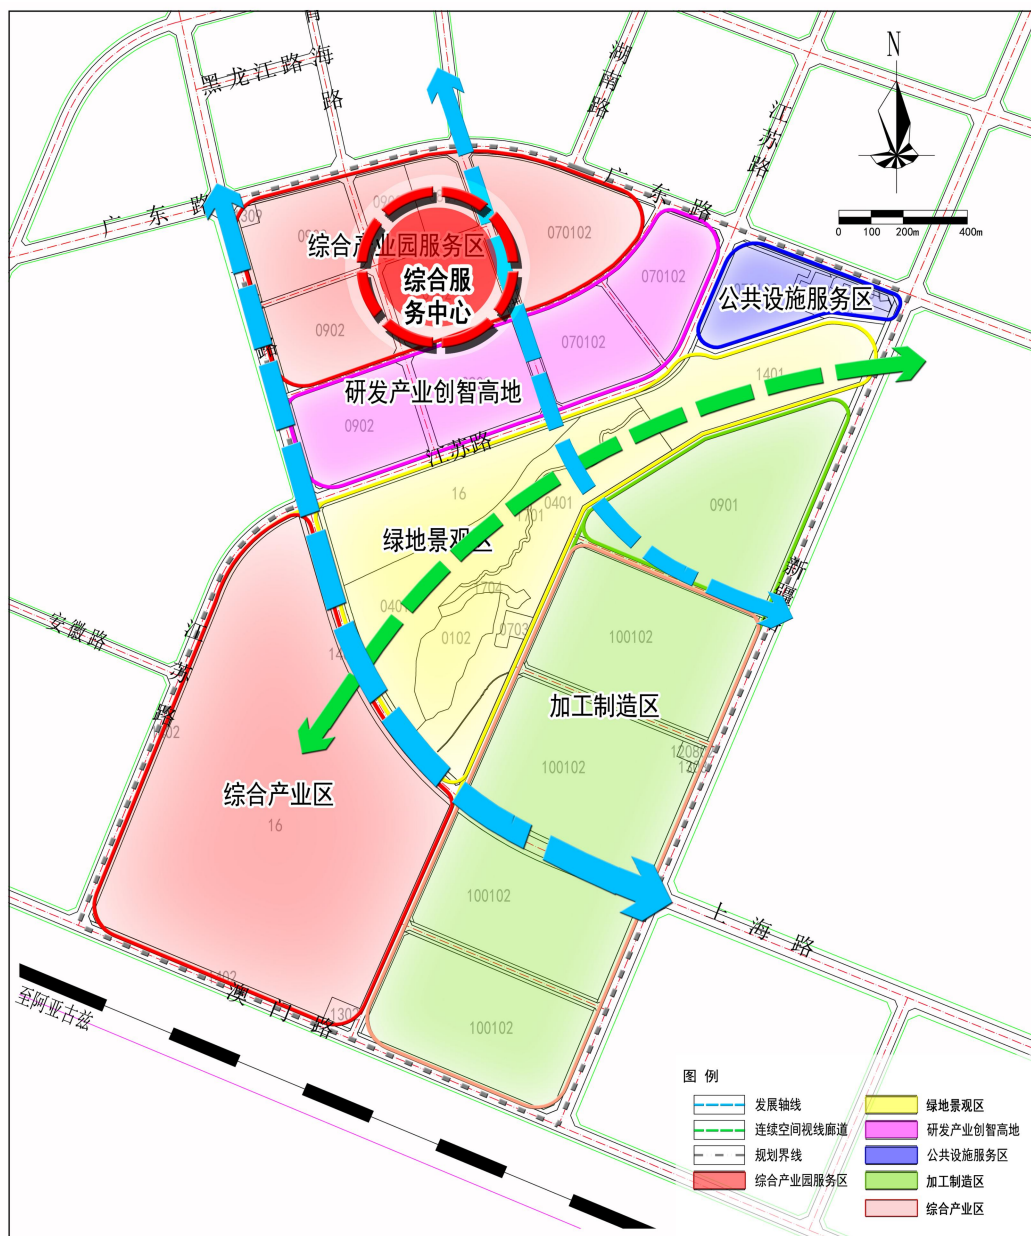 黑龙江路
海
路
湖南路
江苏路
N
0 100 200m 400m
广东路
广东路
综合产业园服务区
综合服
务中心
070102
070102
070102
公共设施服务区
0902
研发产业创智高地
0902
江苏路
1401
0901
16
0401
1701
绿地景观区
新疆
1704
0703
0102
100102
安徽路
江苏路
加工制造区
100102
综合产业区
16
100102
上海路
澳门路
1302
100102
至阿亚古兹
图例
发展轴线
连续空间视线廊道
规划界线
综合产业园服务区
绿地景观区
研发产业创智高地
公共设施服务区
加工制造区
综合产业区